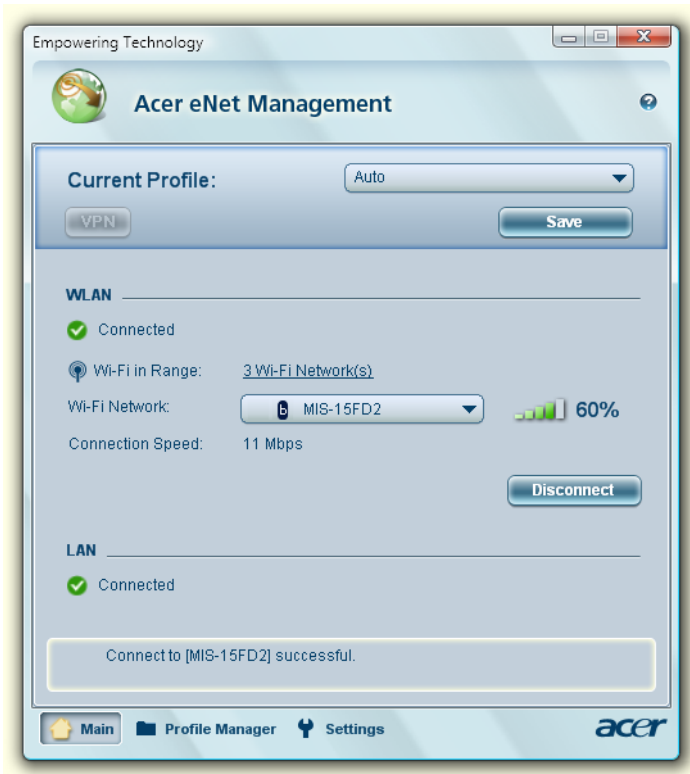 Empowering Technology
Acer eNet Management
Current Profile: Auto
VPN Save
WLAN
Connected
Wi-Fi in Range: 3 Wi-Fi Network(s)
Wi-Fi Network: b MIS-15FD2 60%
Connection Speed: 11 Mbps
Disconnect
LAN
Connected
Connect to [MIS-15FD2] successful.
Main Profile Manager Settings acer